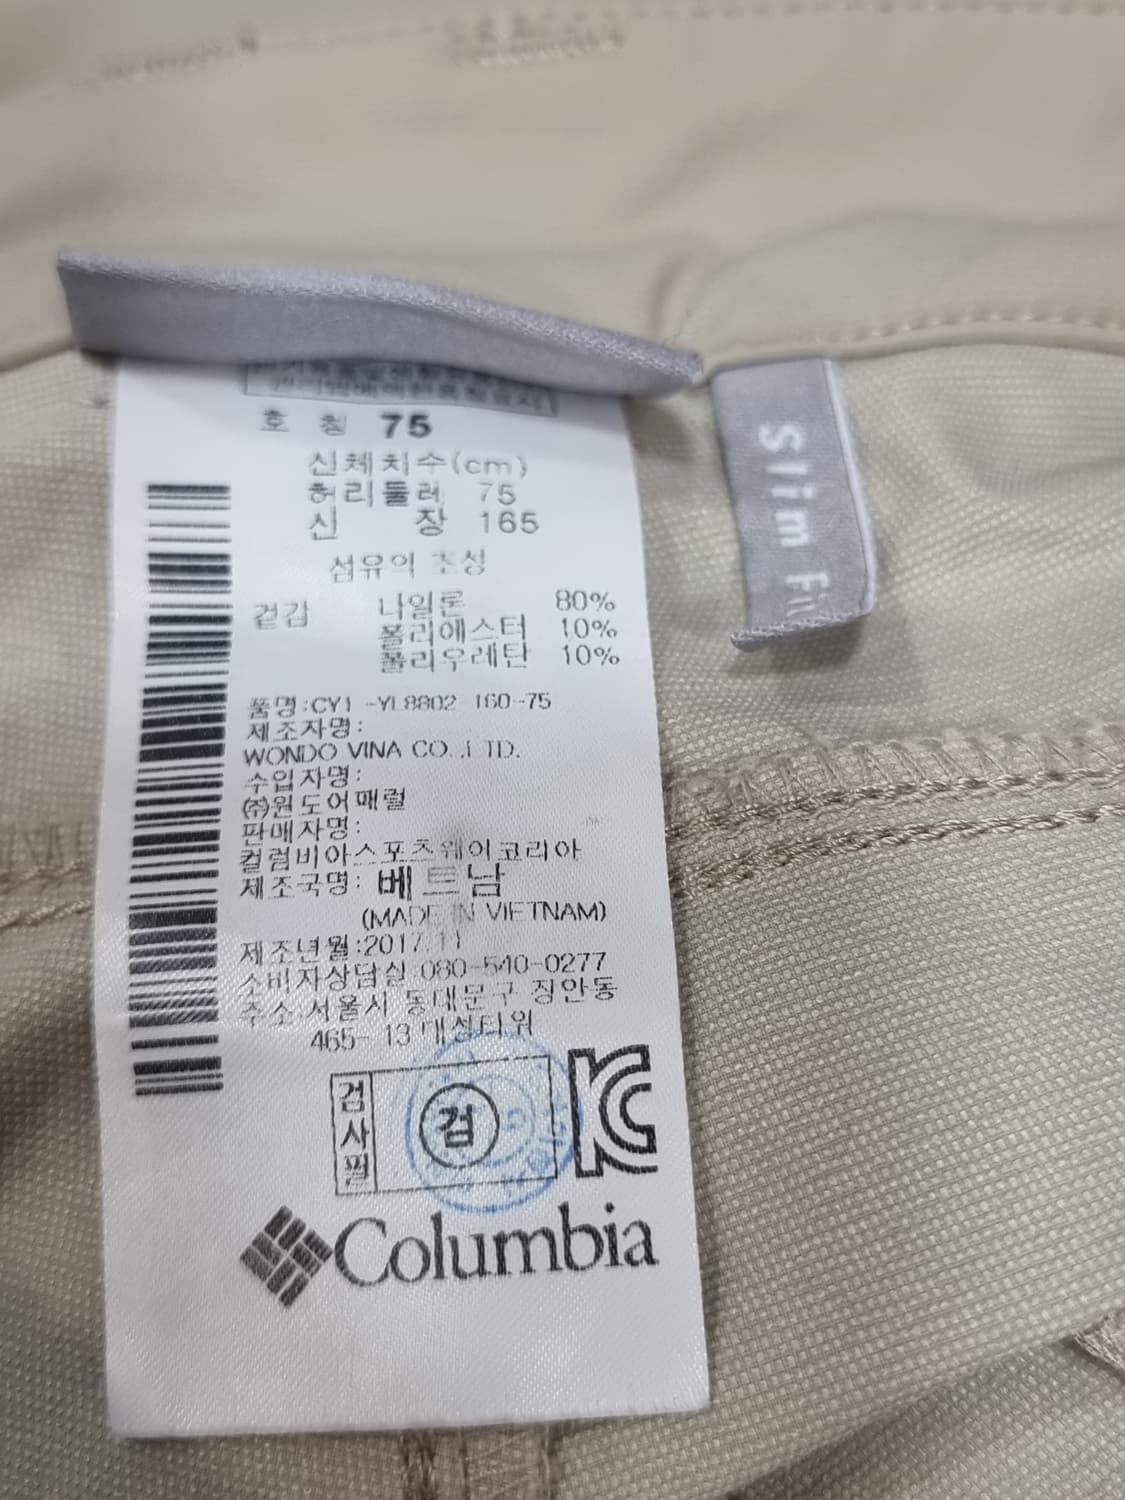 호 칭 75
신체치수(cm)
허리둘레 75
신 장 165
섬유의 조성
겉감 나일론 80%
폴리에스터 10%
폴리우레탄 10%
품명:CY1 -YL8802 160-75
제조자명:
WONDO VINA CO.,LTD.
수입자명:
㈜원도어패럴
판매자명:
컬럼비아스포츠웨어코리아
제조국명: 베트남
(MADE IN VIETNAM)
제조년월:2017.11
소비자상담실 080-540-0277
주소 서울시 동대문구 장안동
465- 13 대성타워
검사필 검 KC
Columbia
Slim